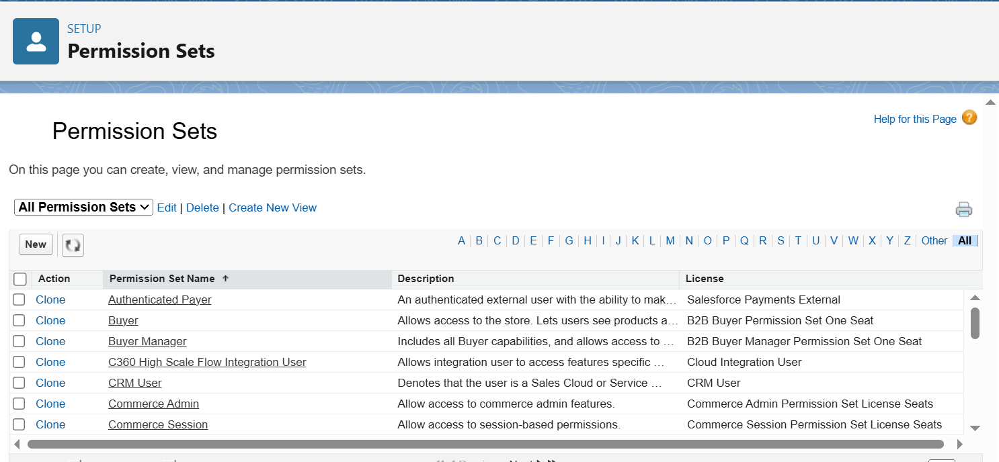 SETUP
Permission Sets
Help for this Page ?
Permission Sets
On this page you can create, view, and manage permission sets.
All Permission Sets Edit | Delete | Create New View
New A B C D E F G H I J K L M N O P Q R S T U V W X Y Z Other All
Action Permission Set Name ↑ Description License
Clone Authenticated Payer An authenticated external user with the ability to mak... Salesforce Payments External
Clone Buyer Allows access to the store. Lets users see products a... B2B Buyer Permission Set One Seat
Clone Buyer Manager Includes all Buyer capabilities, and allows access to ... B2B Buyer Manager Permission Set One Seat
Clone C360 High Scale Flow Integration User Allows integration user to access features specific ... Cloud Integration User
Clone CRM User Denotes that the user is a Sales Cloud or Service ... CRM User
Clone Commerce Admin Allow access to commerce admin features. Commerce Admin Permission Set License Seats
Clone Commerce Session Allow access to session-based permissions. Commerce Session Permission Set License Seats